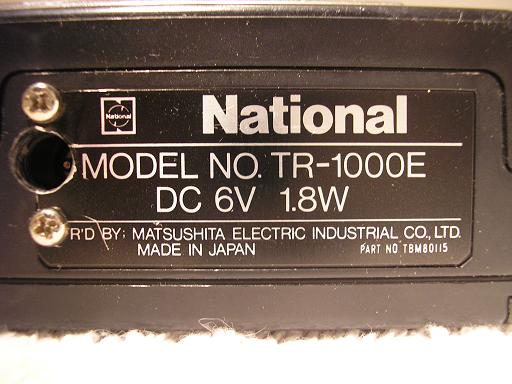 National
National
MODEL NO. TR-1000E
DC 6V 1.8W
R'D BY: MATSUSHITA ELECTRIC INDUSTRIAL CO., LTD.
MADE IN JAPAN PART NO TBM80115